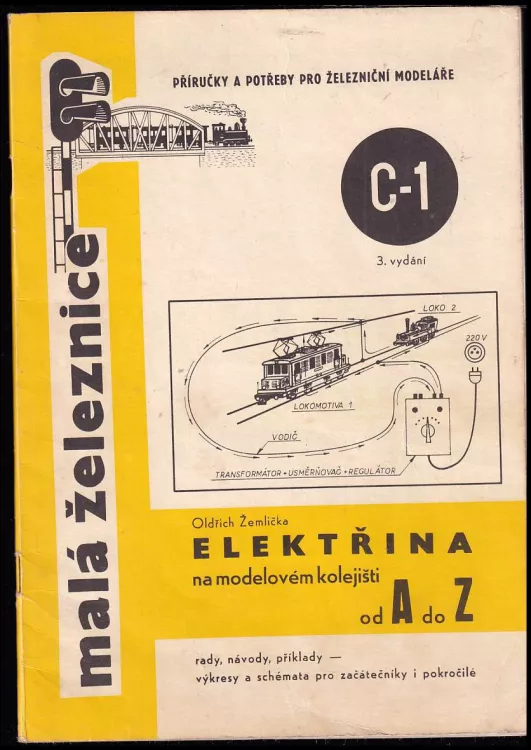 PŘÍRUČKY A POTŘEBY PRO ŽELEZNIČNÍ MODELÁŘE
C-1
3. vydání
malá železnice
LOKO 2
220 V
LOKOMOTIVA 1
VODIČ
TRANSFORMÁTOR + USMĚRŇOVAČ + REGULÁTOR
Oldřich Žemlička
ELEKTŘINA
na modelovém kolejišti
od A do Z
rady, návody, příklady —
výkresy a schémata pro začátečníky i pokročilé